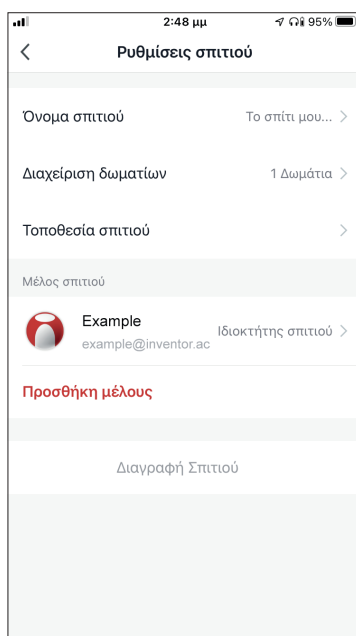 2:48 μμ 95%
Ρυθμίσεις σπιτιού
Όνομα σπιτιού Το σπίτι μου...
Διαχείριση δωματίων 1 Δωμάτια
Τοποθεσία σπιτιού
Μέλος σπιτιού
Example
Ιδιοκτήτης σπιτιού
example@inventor.ac
Προσθήκη μέλους
Διαγραφή Σπιτιού